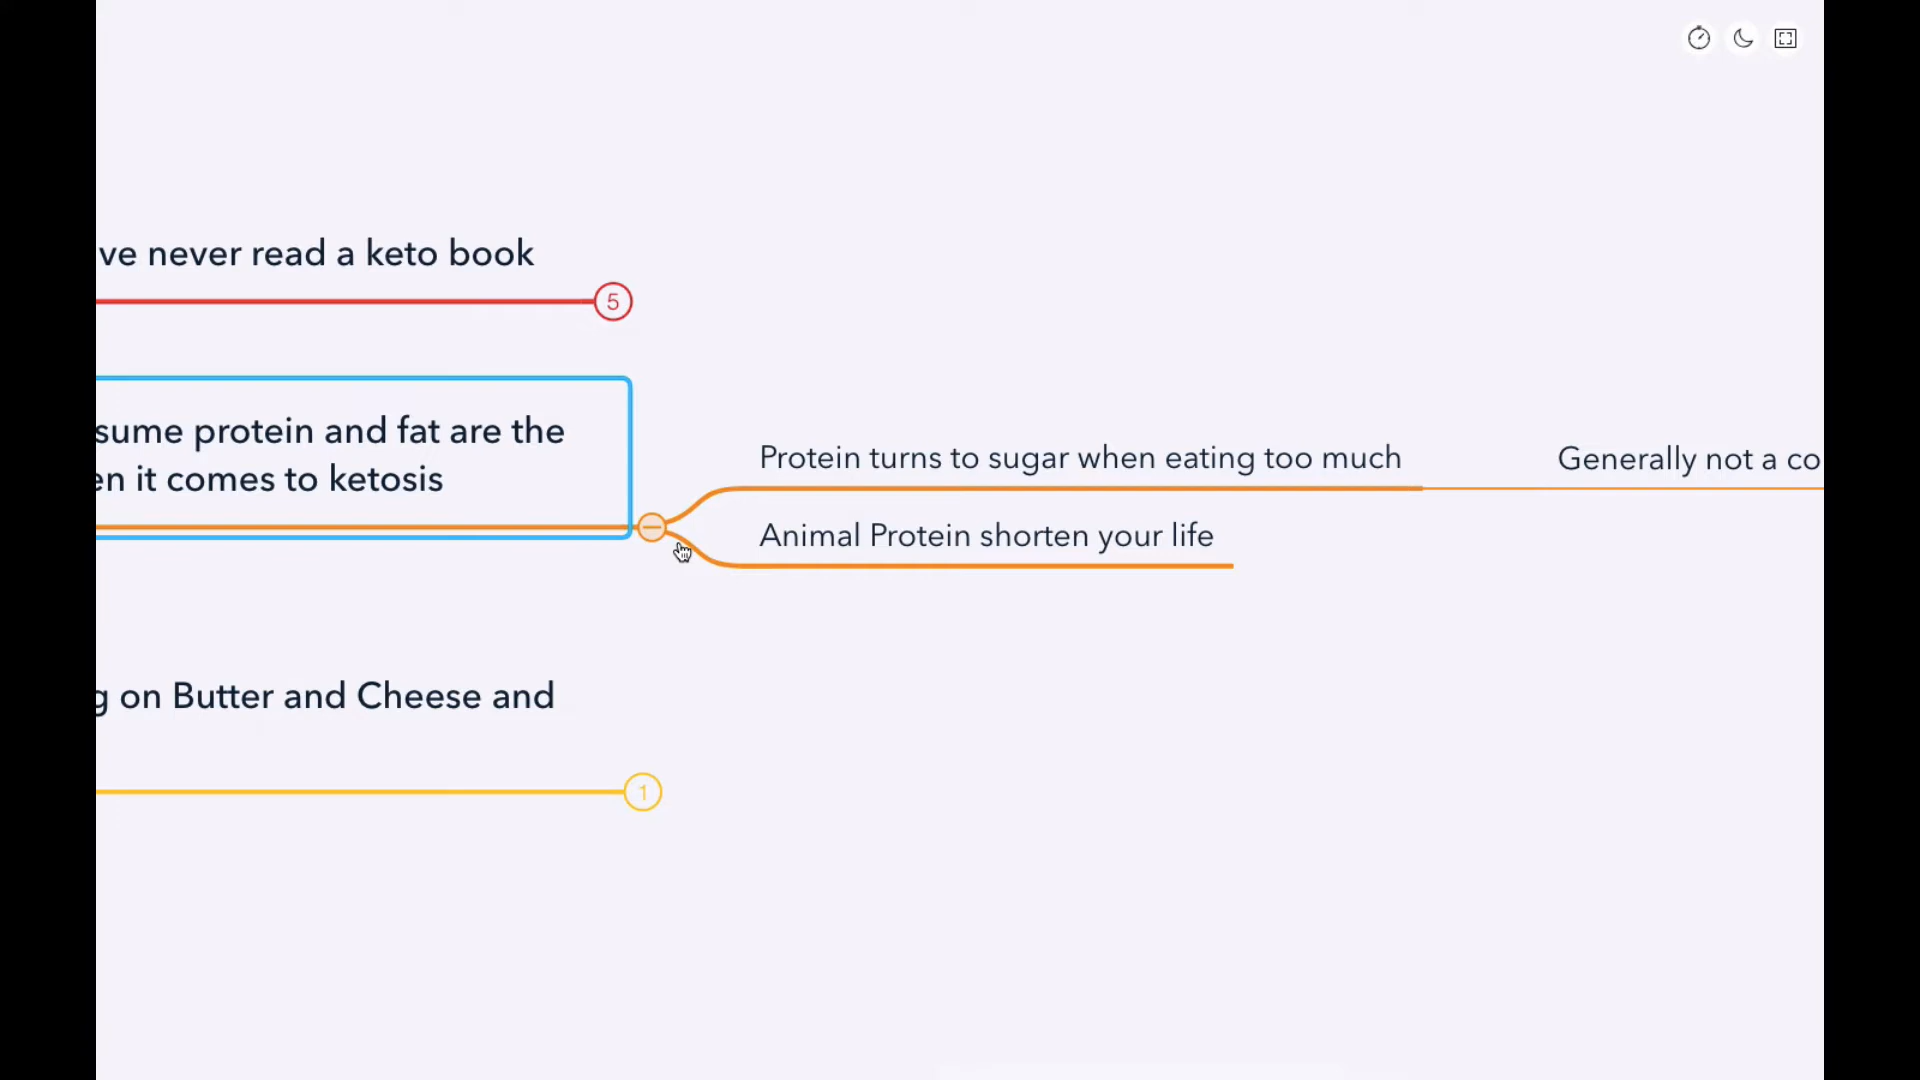 ve never read a keto book
5
sume protein and fat are the
en it comes to ketosis
Protein turns to sugar when eating too much
Generally not a co
Animal Protein shorten your life
g on Butter and Cheese and
1